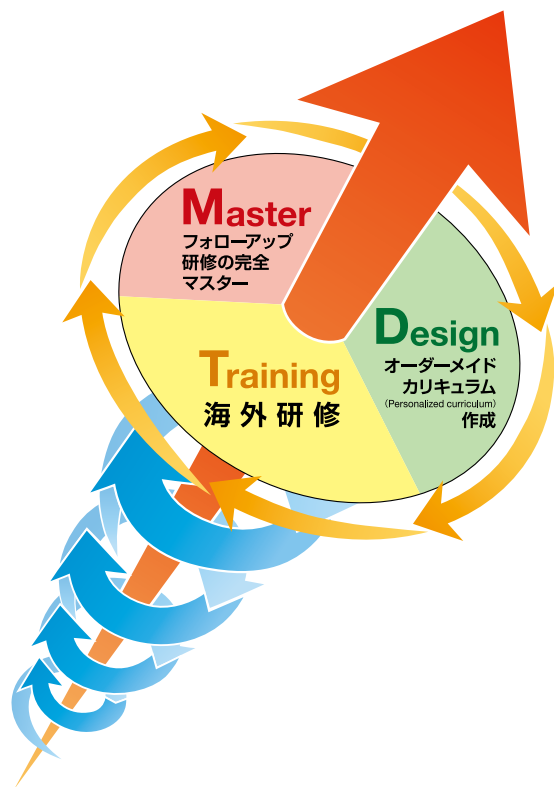 Master
フォローアップ
研修の完全
マスター
Design
オーダーメイド
カリキュラム
(Personalized curriculum)
作成
Training
海外研修